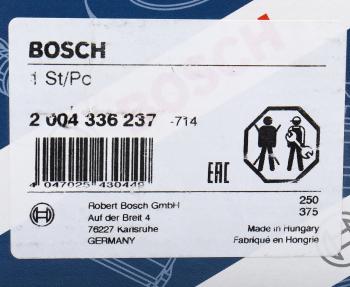 BOSCH
1 St/Pc
2 004 336 237 -714
4 047025 430449
EAC
Robert Bosch GmbH
Auf der Breit 4
76227 Karlsruhe
GERMANY
250
375
Made in Hungary
Fabriqué en Hongrie